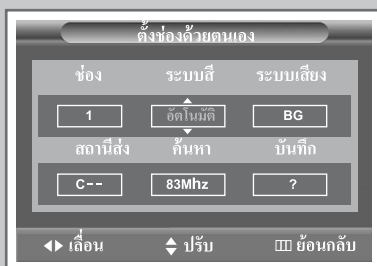 ตั้งช่องด้วยตนเอง
ช่อง ระบบสี ระบบเสียง
1 อัตโนมัติ BG
สถานีส่ง ค้นหา บันทึก
C-- 83Mhz ?
เลื่อน ปรับ ย้อนกลับ